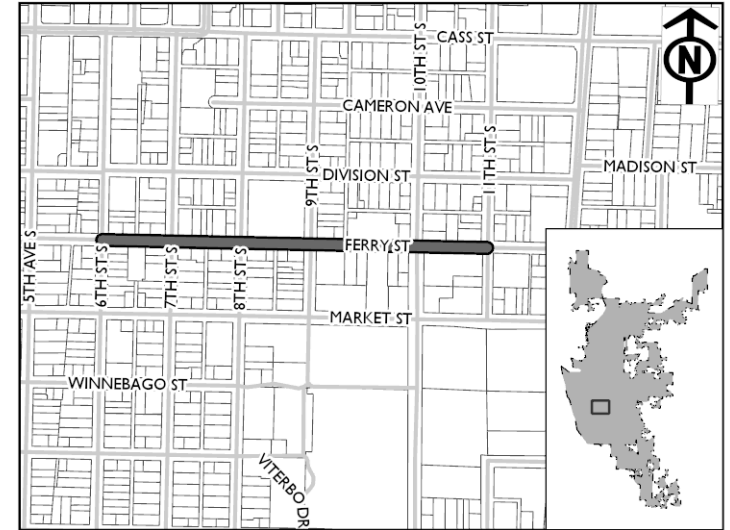 CASS ST
10TH ST S
N
CAMERON AVE
9TH ST S
11TH ST S
MADISON ST
DIVISION ST
5TH AVE S
6TH ST S
7TH ST S
8TH ST S
FERRY ST
MARKET ST
WINNEBAGO ST
VITERBO DR